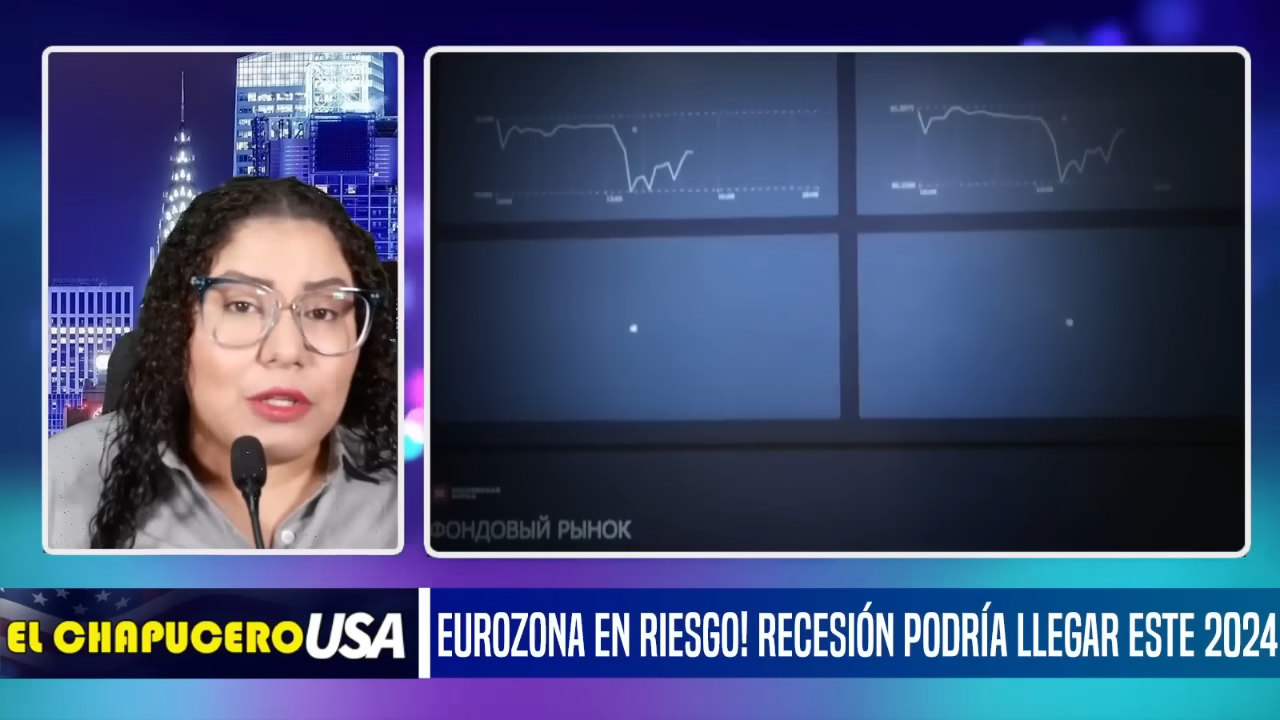 ФОНДОВЫЙ РЫНОК
EL CHAPUCERO USA
EUROZONA EN RIESGO! RECESIÓN PODRÍA LLEGAR ESTE 2024